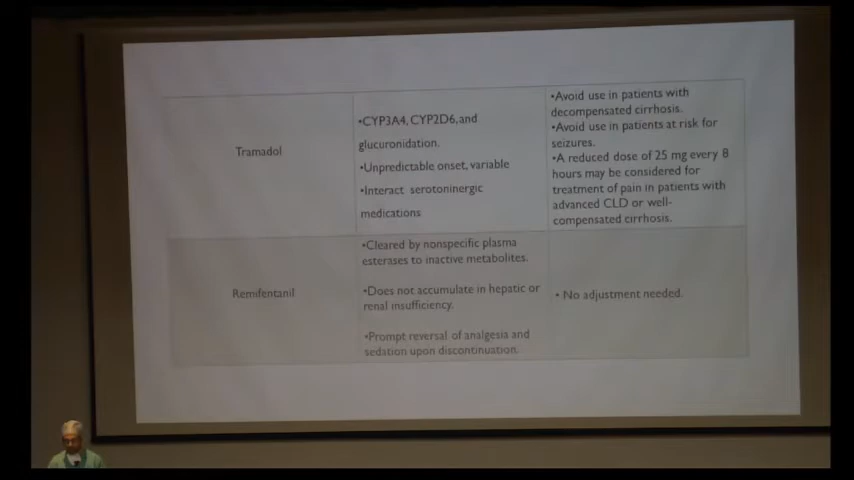 Tramadol
•CYP3A4, CYP2D6, and
glucuronidation.
•Unpredictable onset, variable
•Interact serotoninergic
medications
•Avoid use in patients with
decompensated cirrhosis.
•Avoid use in patients at risk for
seizures.
•A reduced dose of 25 mg every 8
hours may be considered for
treatment of pain in patients with
advanced CLD or well-
compensated cirrhosis.
Remifentanil
•Cleared by nonspecific plasma
esterases to inactive metabolites.
•Does not accumulate in hepatic or
renal insufficiency.
•Prompt reversal of analgesia and
sedation upon discontinuation.
• No adjustment needed.